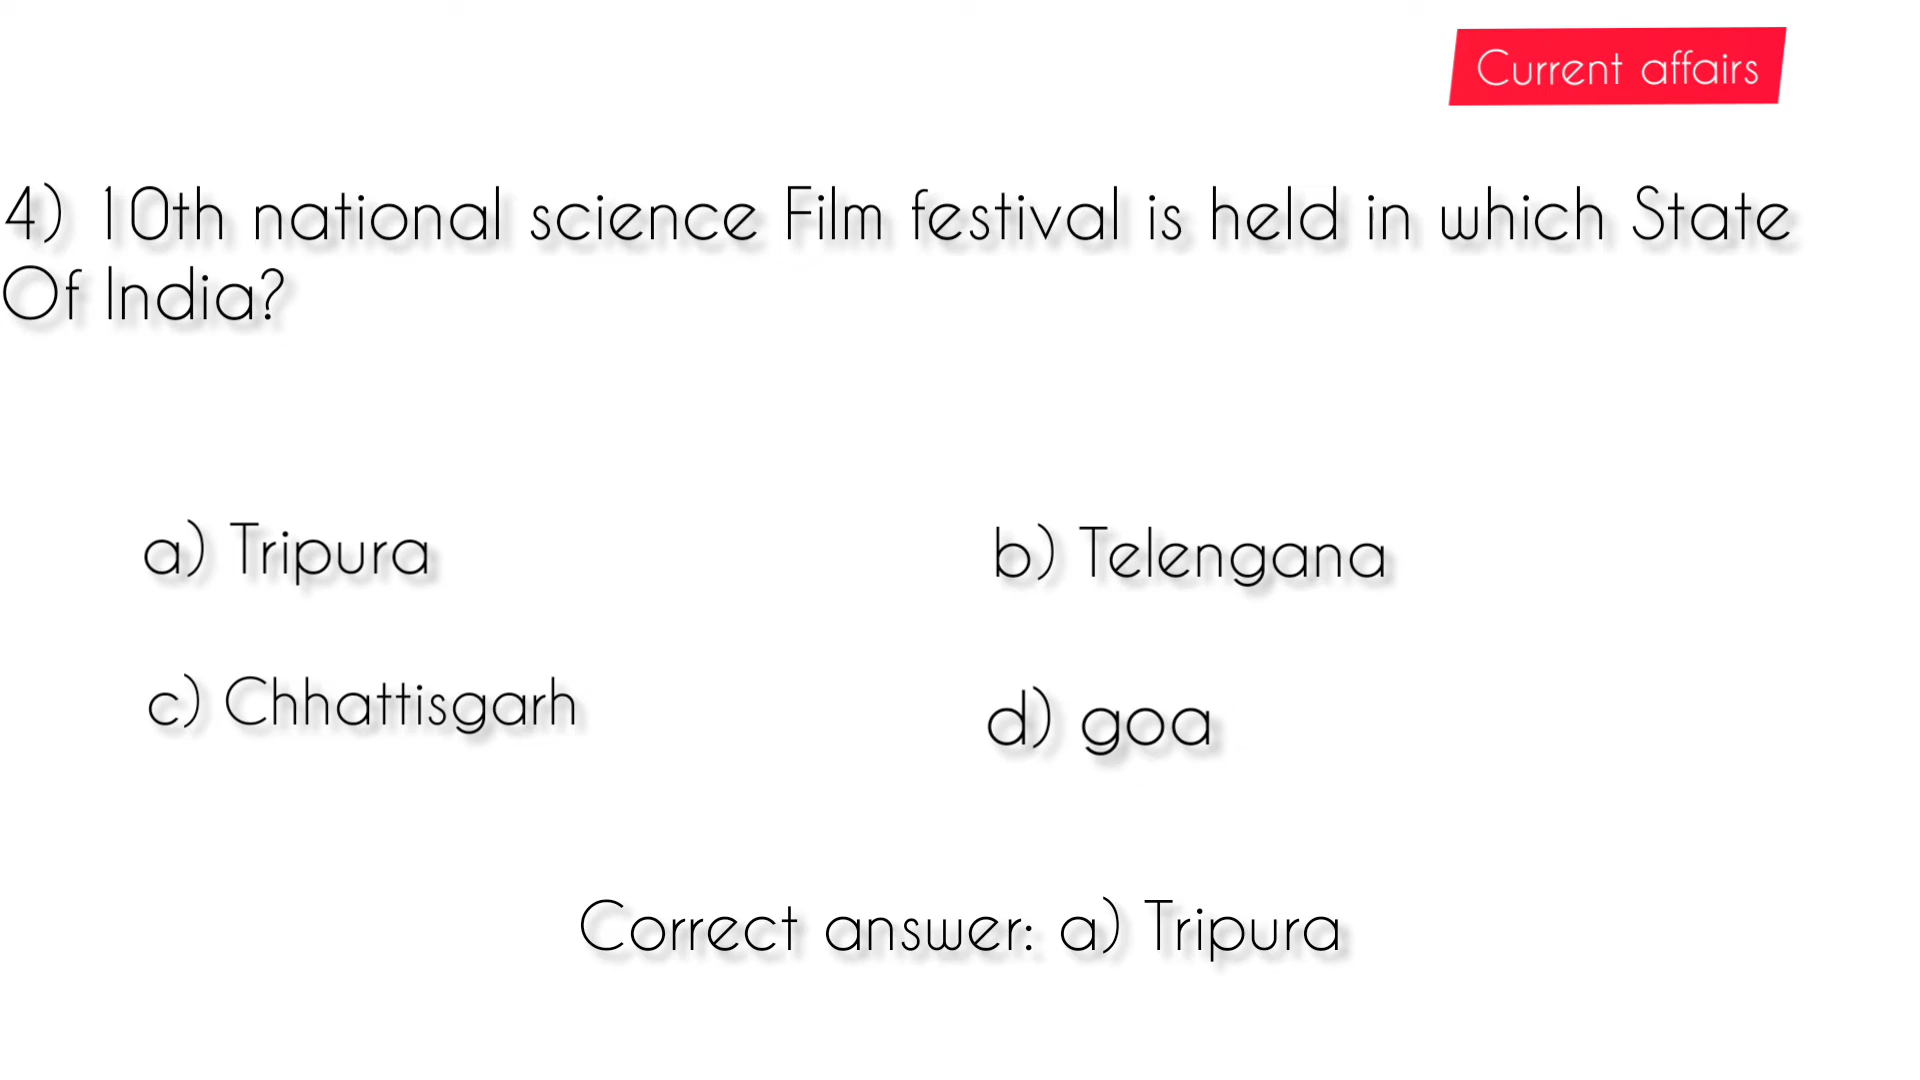 Current affairs
4) 10th national science Film festival is held in which State
Of India?
a) Tripura
b) Telengana
c) Chhattisgarh
d) goa
Correct answer: a) Tripura